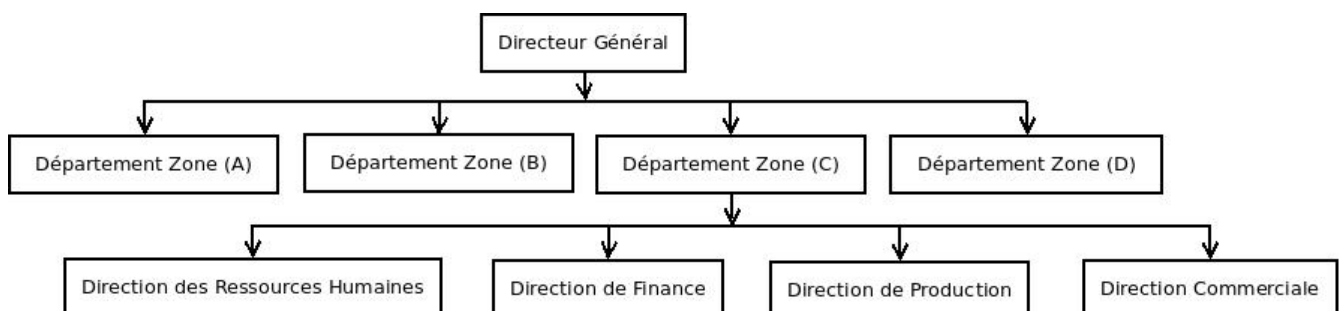 Directeur Général
Département Zone (A)
Département Zone (B)
Département Zone (C)
Département Zone (D)
Direction des Ressources Humaines
Direction de Finance
Direction de Production
Direction Commerciale